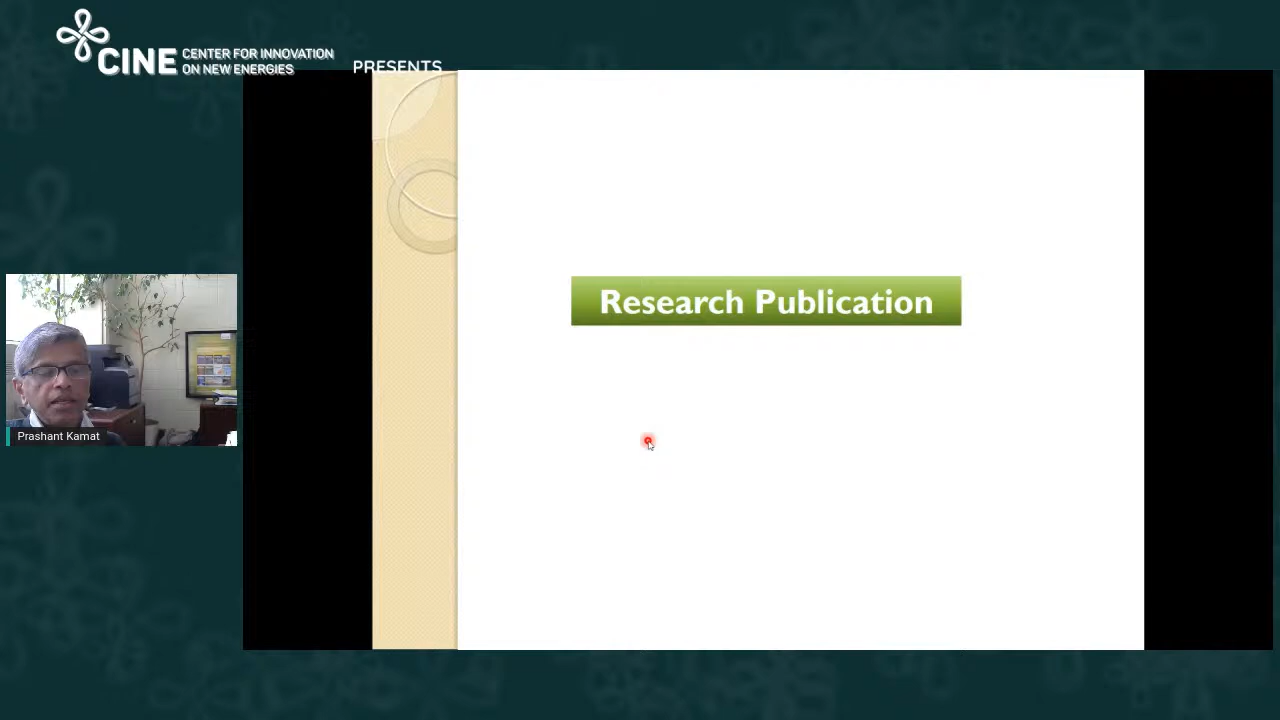 CINE CENTER FOR INNOVATION
ON NEW ENERGIES
PRESENTS
Research Publication
Prashant Kamat